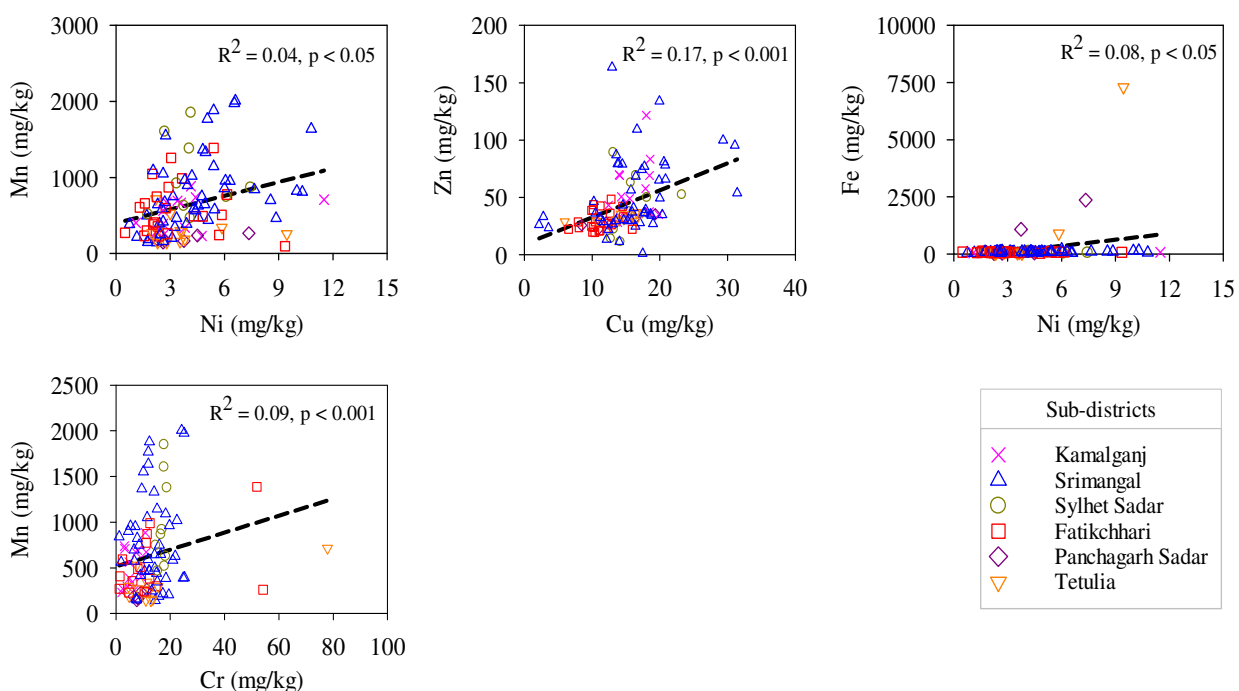 3000
2000
1000
0
Mn (mg/kg)
R² = 0.04, p < 0.05
0 3 6 9 12 15
Ni (mg/kg)
200
150
100
50
0
Zn (mg/kg)
R² = 0.17, p < 0.001
0 10 20 30 40
Cu (mg/kg)
10000
7500
5000
2500
0
Fe (mg/kg)
R² = 0.08, p < 0.05
0 3 6 9 12 15
Ni (mg/kg)
2500
2000
1500
1000
500
0
Mn (mg/kg)
R² = 0.09, p < 0.001
0 20 40 60 80 100
Cr (mg/kg)
Sub-districts
Kamalganj
Srimangal
Sylhet Sadar
Fatikchhari
Panchagarh Sadar
Tetulia